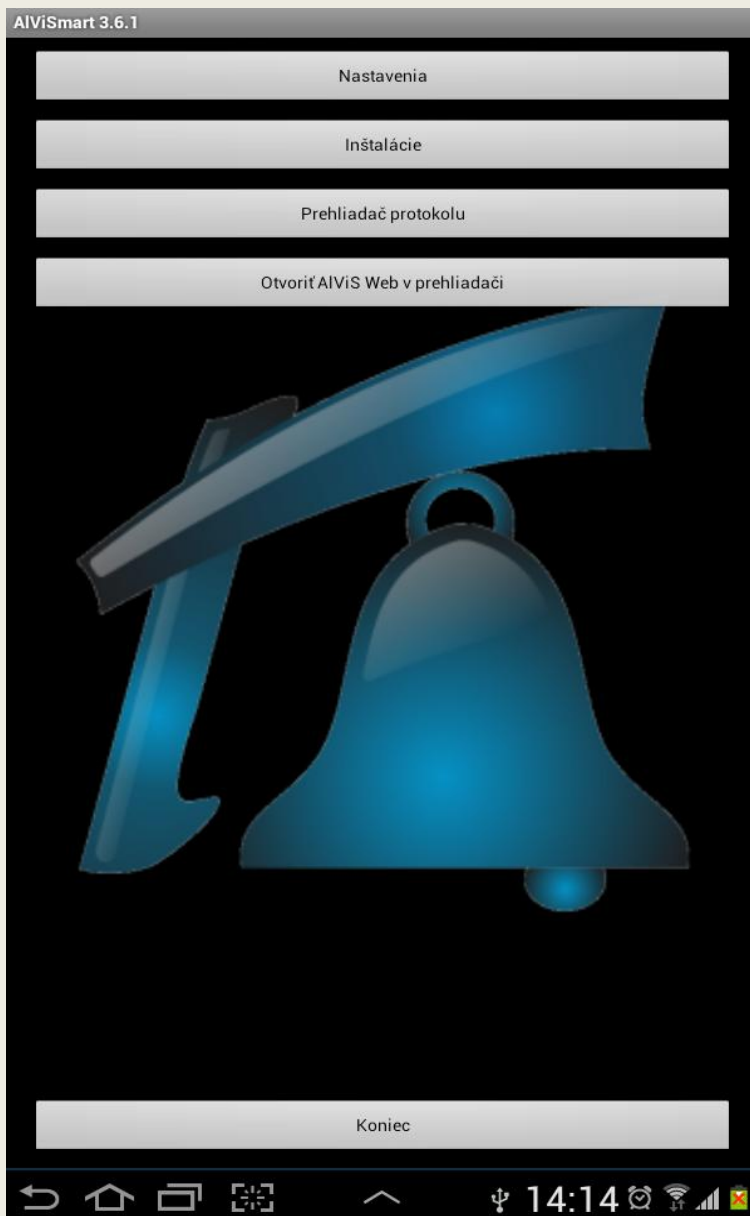 AlViSmart 3.6.1
Nastavenia
Inštalácie
Prehliadač protokolu
Otvoriť AlViS Web v prehliadači
Koniec
14:14